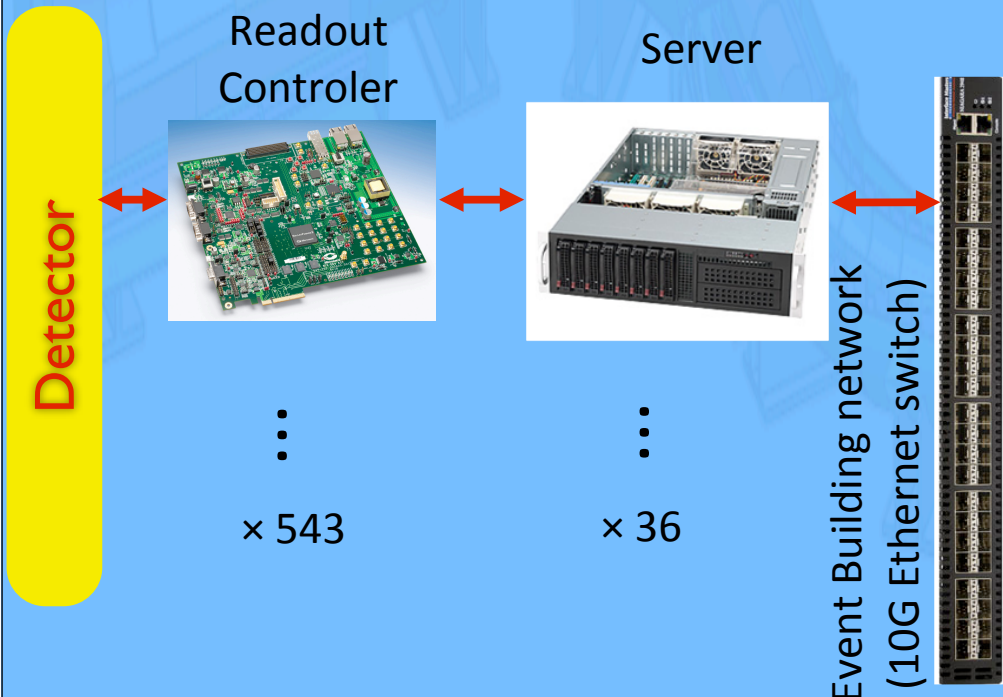 Readout
Controler
Server
Detector
⋮
⋮
× 543
× 36
Event Building network
(10G Ethernet switch)